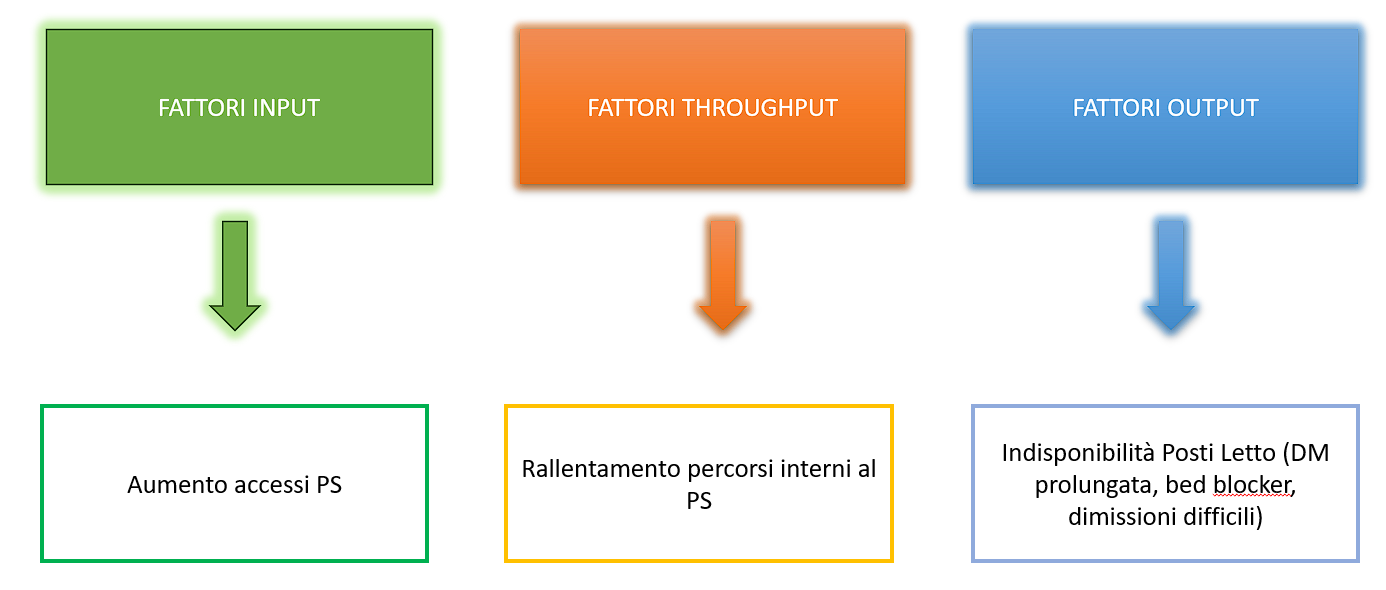 FATTORI INPUT
FATTORI THROUGHPUT
FATTORI OUTPUT
Aumento accessi PS
Rallentamento percorsi interni al
PS
Indisponibilità Posti Letto (DM
prolungata, bed blocker,
dimissioni difficili)